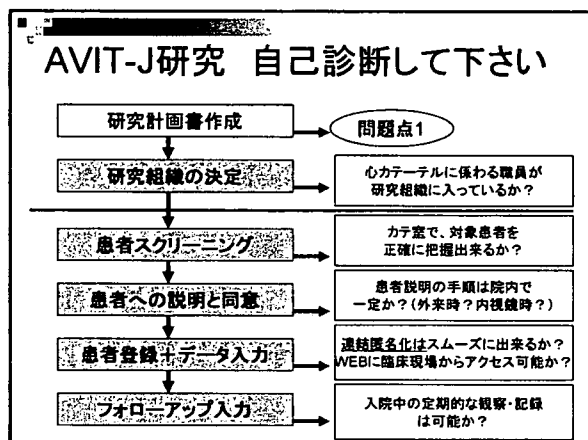 AVIT-J研究 自己診断して下さい
研究計画書作成
問題点1
研究組織の決定
心カテーテルに係わる職員が
研究組織に入っているか?
患者スクリーニング
カテ室で、対象患者を
正確に把握出来るか?
患者への説明と同意
患者説明の手順は院内で
一定か?(外来時?内視鏡時?)
患者登録+データ入力
連結匿名化はスムーズに出来るか?
WEBに臨床現場からアクセス可能か?
フォローアップ入力
入院中の定期的な観察・記録
は可能か?